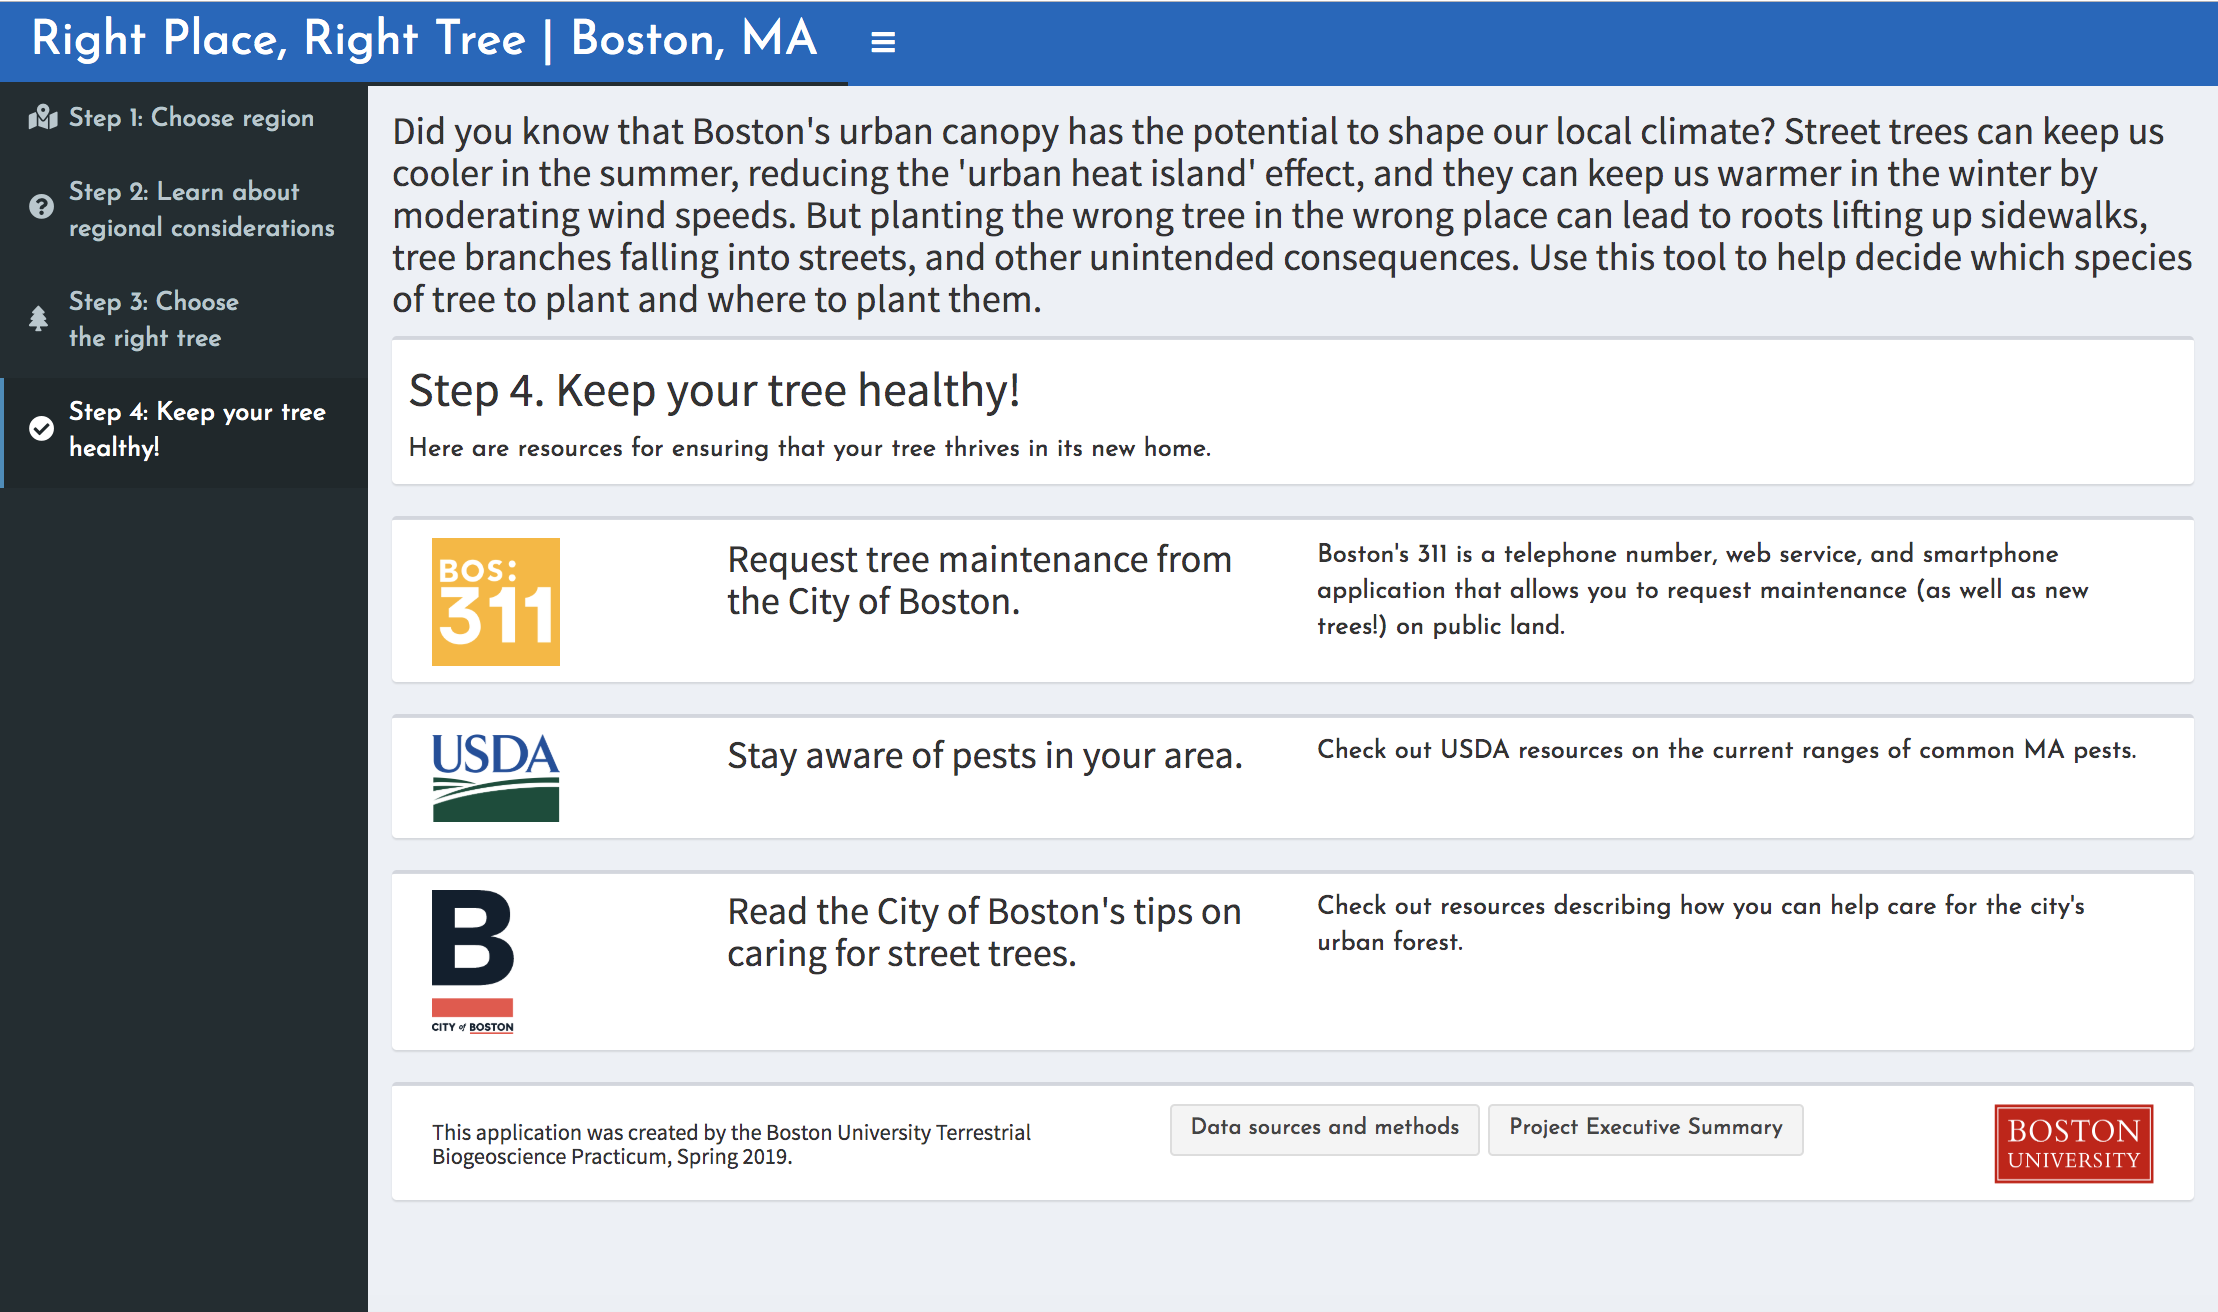 Right Place, Right Tree | Boston, MA
Step 1: Choose region
Step 2: Learn about
regional considerations
Step 3: Choose
the right tree
Step 4: Keep your tree
healthy!
Did you know that Boston's urban canopy has the potential to shape our local climate? Street trees can keep us
cooler in the summer, reducing the 'urban heat island' effect, and they can keep us warmer in the winter by
moderating wind speeds. But planting the wrong tree in the wrong place can lead to roots lifting up sidewalks,
tree branches falling into streets, and other unintended consequences. Use this tool to help decide which species
of tree to plant and where to plant them.
Step 4. Keep your tree healthy!
Here are resources for ensuring that your tree thrives in its new home.
BOS:
311
Request tree maintenance from
the City of Boston.
Boston's 311 is a telephone number, web service, and smartphone
application that allows you to request maintenance (as well as new
trees!) on public land.
USDA
Stay aware of pests in your area.
Check out USDA resources on the current ranges of common MA pests.
B
CITY of BOSTON
Read the City of Boston's tips on
caring for street trees.
Check out resources describing how you can help care for the city's
urban forest.
This application was created by the Boston University Terrestrial
Biogeoscience Practicum, Spring 2019.
Data sources and methods
Project Executive Summary
BOSTON
UNIVERSITY